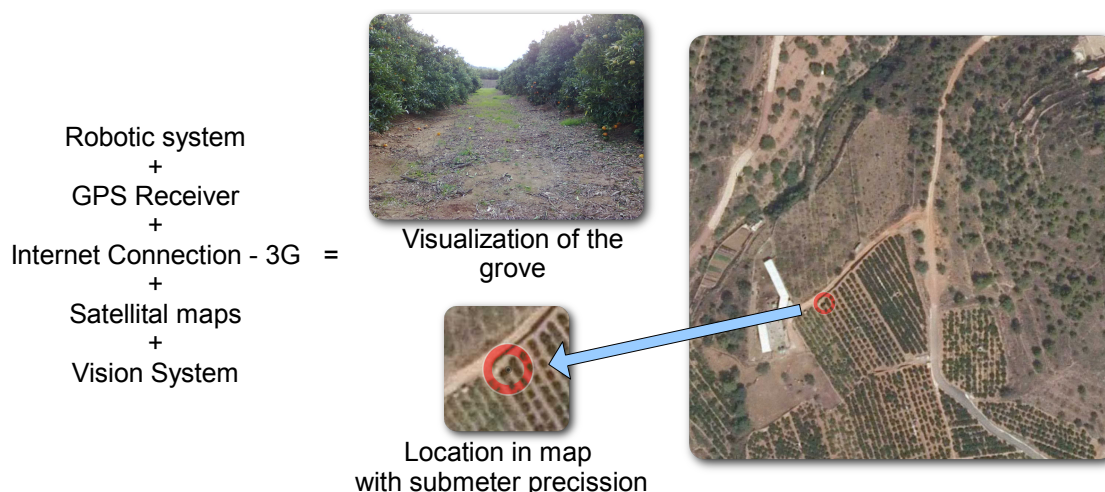 Robotic system
+
GPS Receiver
+
Internet Connection - 3G =
+
Satellital maps
+
Vision System
Visualization of the
grove
Location in map
with submeter precission